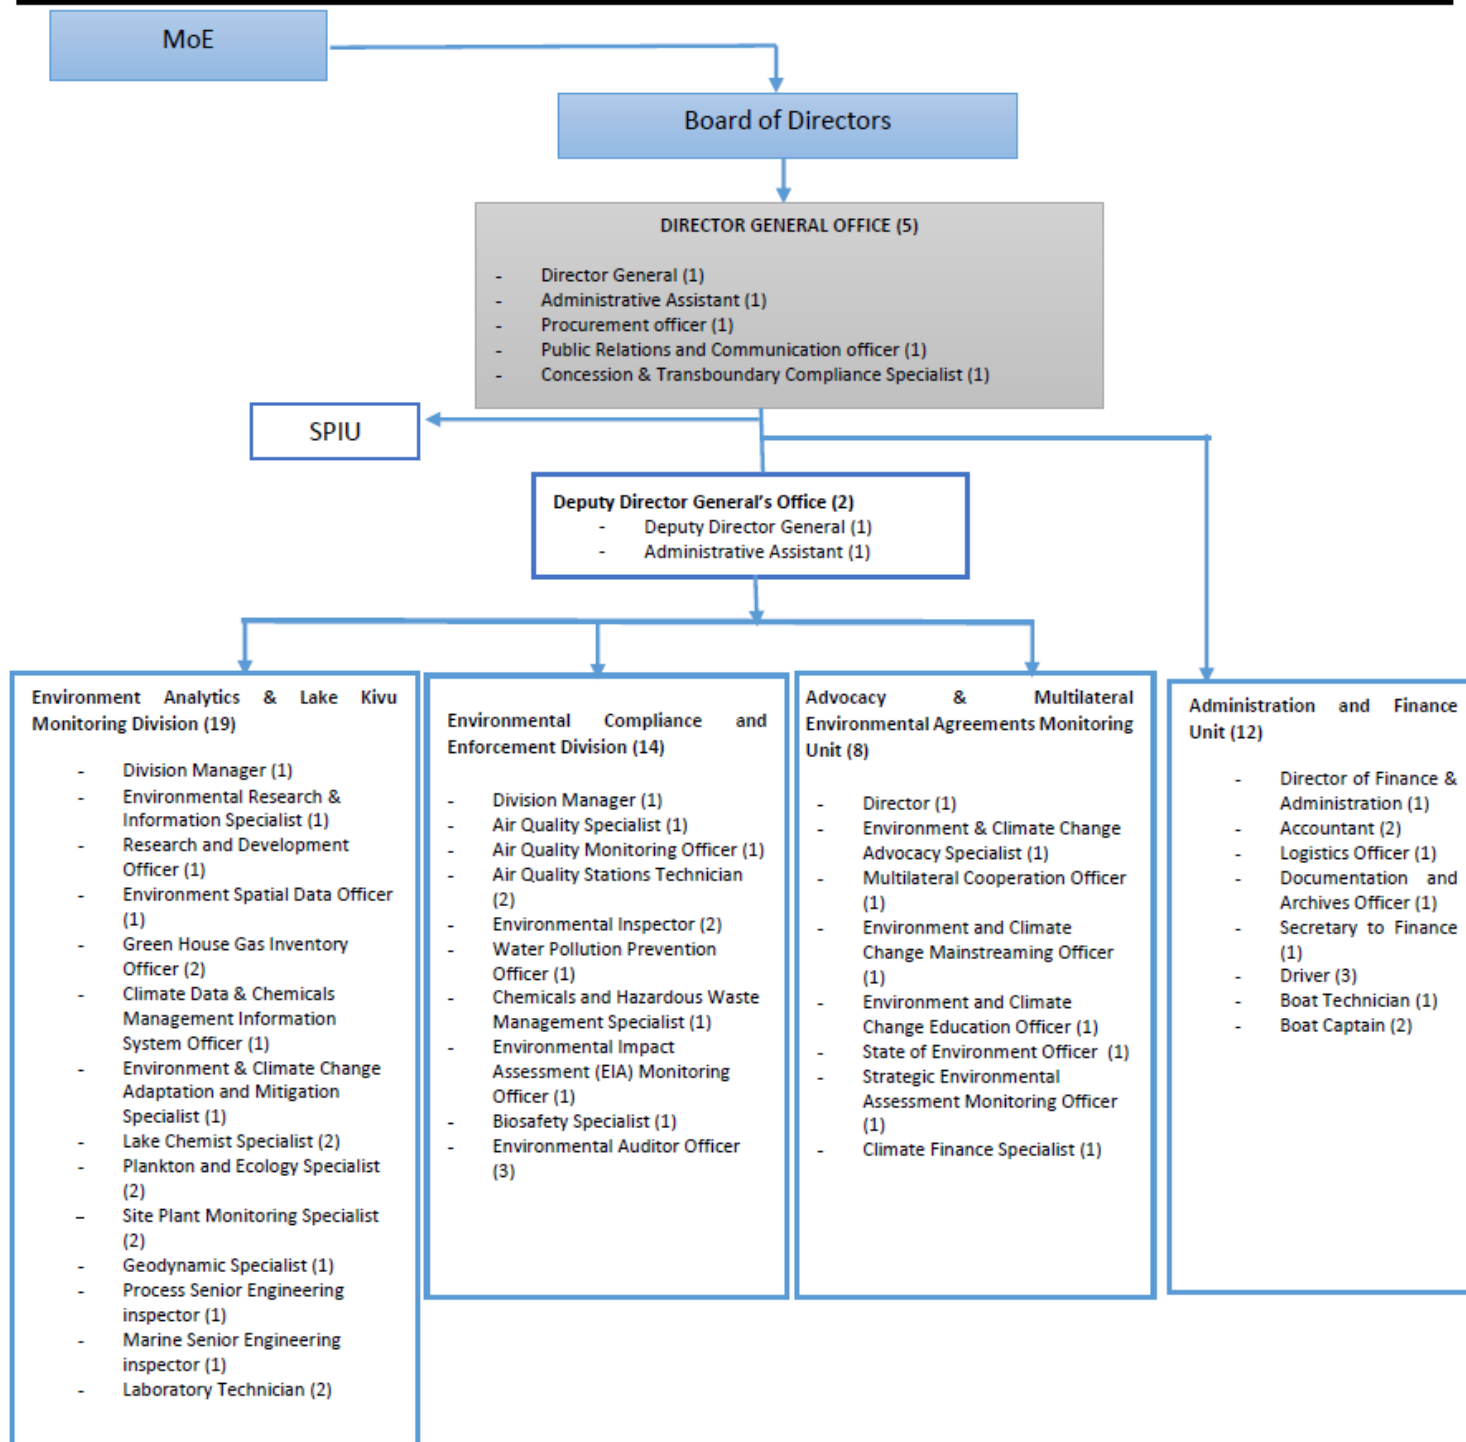 MoE
Board of Directors
DIRECTOR GENERAL OFFICE (5)
- Director General (1)
- Administrative Assistant (1)
- Procurement officer (1)
- Public Relations and Communication officer (1)
- Concession & Transboundary Compliance Specialist (1)
SPIU
Deputy Director General's Office (2)
- Deputy Director General (1)
- Administrative Assistant (1)
Environment Analytics & Lake Kivu
Monitoring Division (19)
- Division Manager (1)
- Environmental Research &
Information Specialist (1)
- Research and Development
Officer (1)
- Environment Spatial Data Officer
(1)
- Green House Gas Inventory
Officer (2)
- Climate Data & Chemicals
Management Information
System Officer (1)
- Environment & Climate Change
Adaptation and Mitigation
Specialist (1)
- Lake Chemist Specialist (2)
- Plankton and Ecology Specialist
(2)
- Site Plant Monitoring Specialist
(2)
- Geodynamic Specialist (1)
- Process Senior Engineering
inspector (1)
- Marine Senior Engineering
inspector (1)
- Laboratory Technician (2)
Environmental Compliance and
Enforcement Division (14)
- Division Manager (1)
- Air Quality Specialist (1)
- Air Quality Monitoring Officer (1)
- Air Quality Stations Technician
(2)
- Environmental Inspector (2)
- Water Pollution Prevention
Officer (1)
- Chemicals and Hazardous Waste
Management Specialist (1)
- Environmental Impact
Assessment (EIA) Monitoring
Officer (1)
- Biosafety Specialist (1)
- Environmental Auditor Officer
(3)
Advocacy & Multilateral
Environmental Agreements Monitoring
Unit (8)
- Director (1)
- Environment & Climate Change
Advocacy Specialist (1)
- Multilateral Cooperation Officer
(1)
- Environment and Climate
Change Mainstreaming Officer
(1)
- Environment and Climate
Change Education Officer (1)
- State of Environment Officer (1)
- Strategic Environmental
Assessment Monitoring Officer
(1)
- Climate Finance Specialist (1)
Administration and Finance
Unit (12)
- Director of Finance &
Administration (1)
- Accountant (2)
- Logistics Officer (1)
- Documentation and
Archives Officer (1)
- Secretary to Finance
(1)
- Driver (3)
- Boat Technician (1)
- Boat Captain (2)